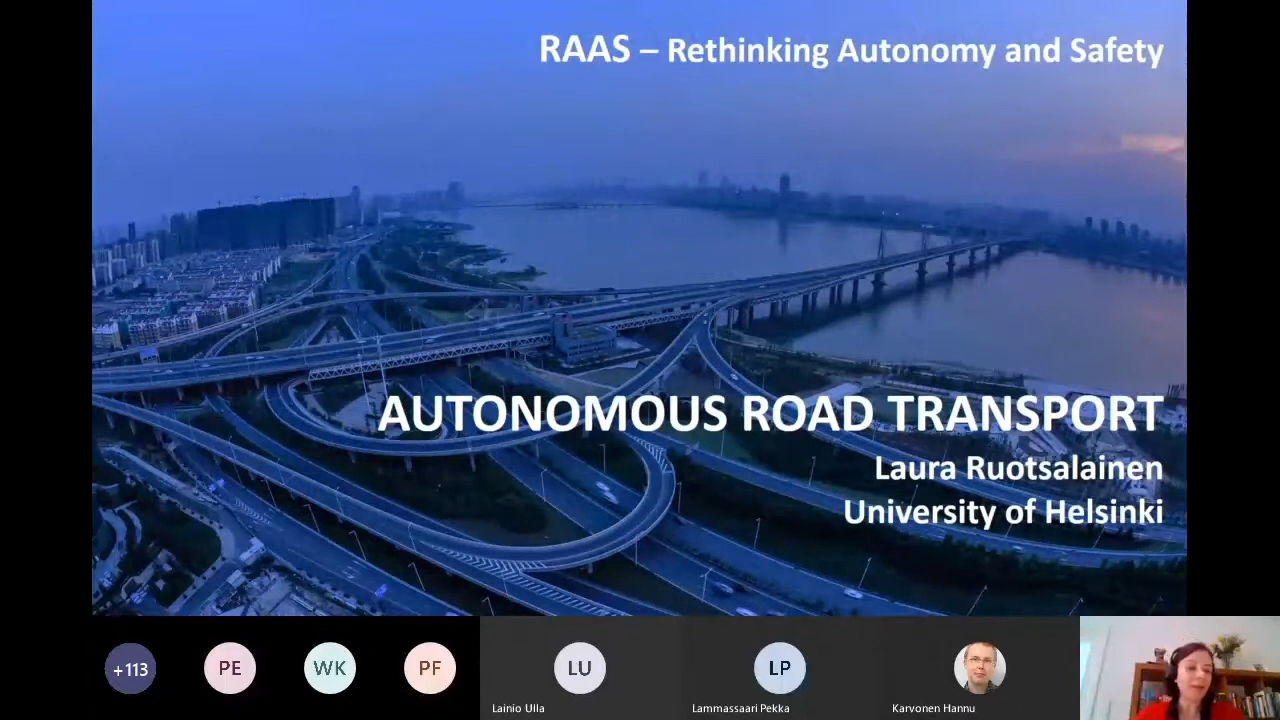 RAAS – Rethinking Autonomy and Safety
AUTONOMOUS ROAD TRANSPORT
Laura Ruotsalainen
University of Helsinki
+113
PE
WK
PF
LU
LP
Lainio Ulla
Lammassaari Pekka
Karvonen Hannu